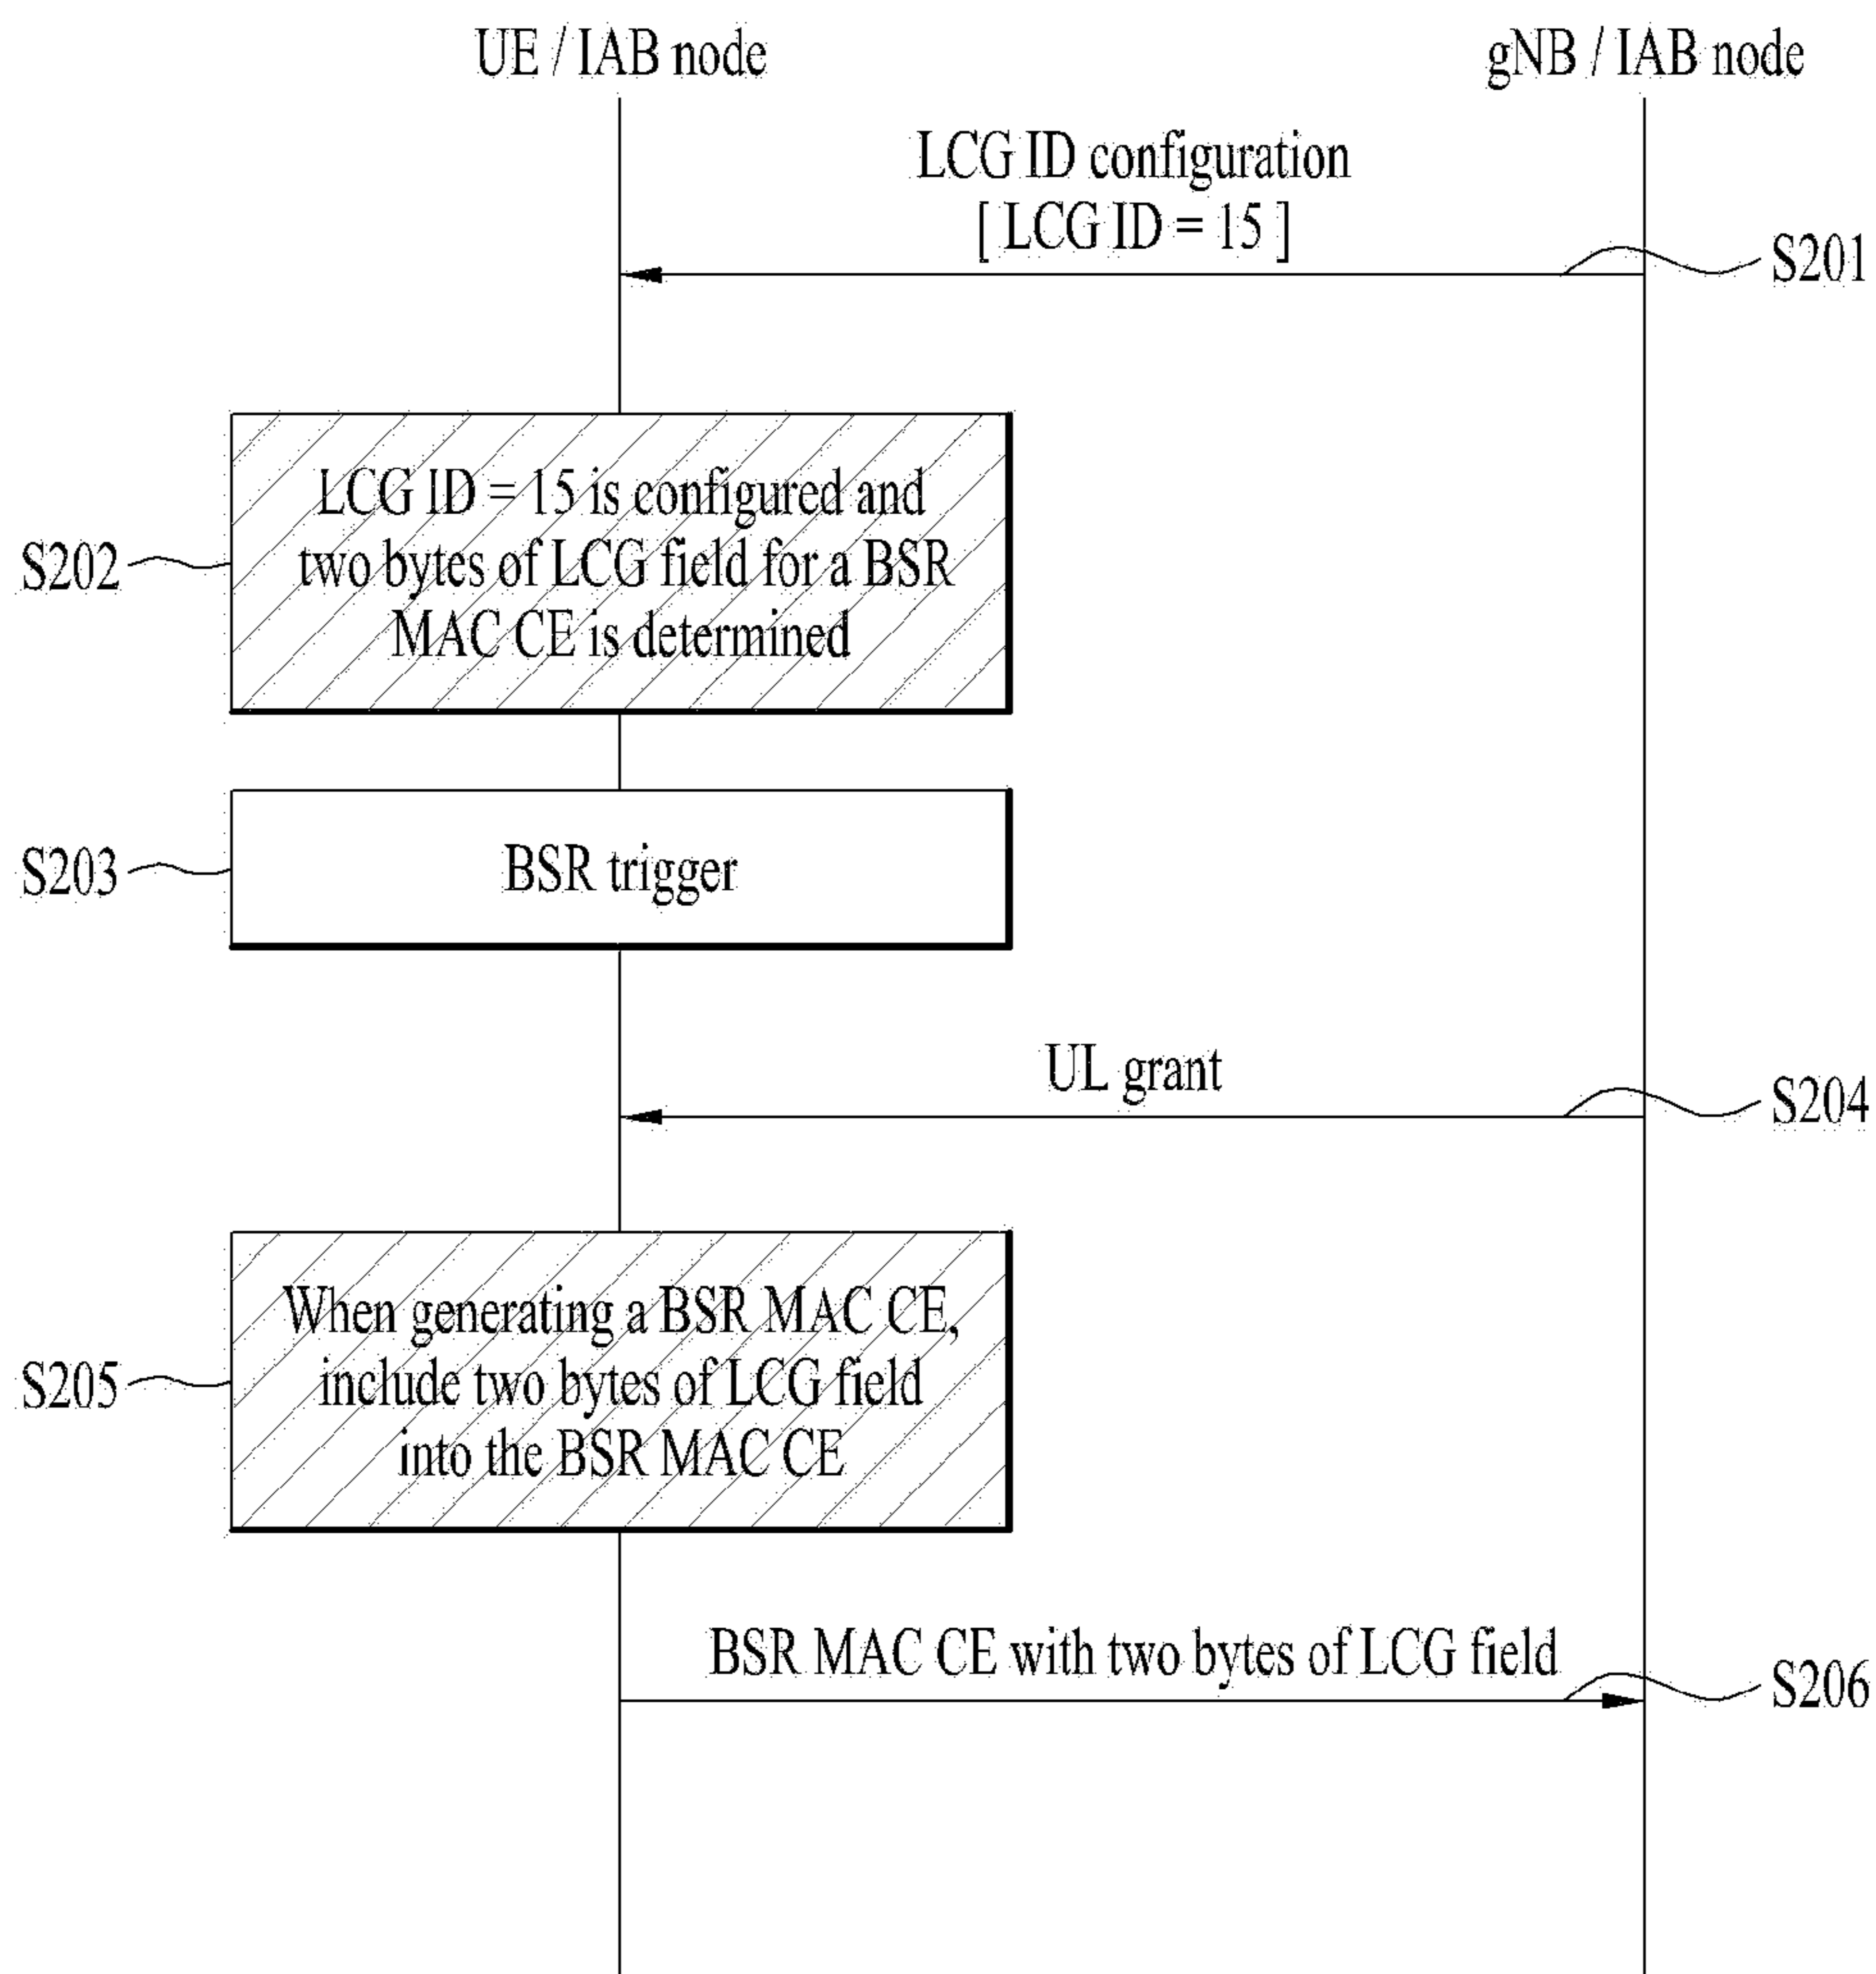 UE / IAB node
gNB / IAB node
LCG ID configuration
[ LCG ID = 15 ]
S201
LCG ID = 15 is configured and
two bytes of LCG field for a BSR
MAC CE is determined
S202
BSR trigger
S203
UL grant
S204
When generating a BSR MAC CE,
include two bytes of LCG field
into the BSR MAC CE
S205
BSR MAC CE with two bytes of LCG field
S206